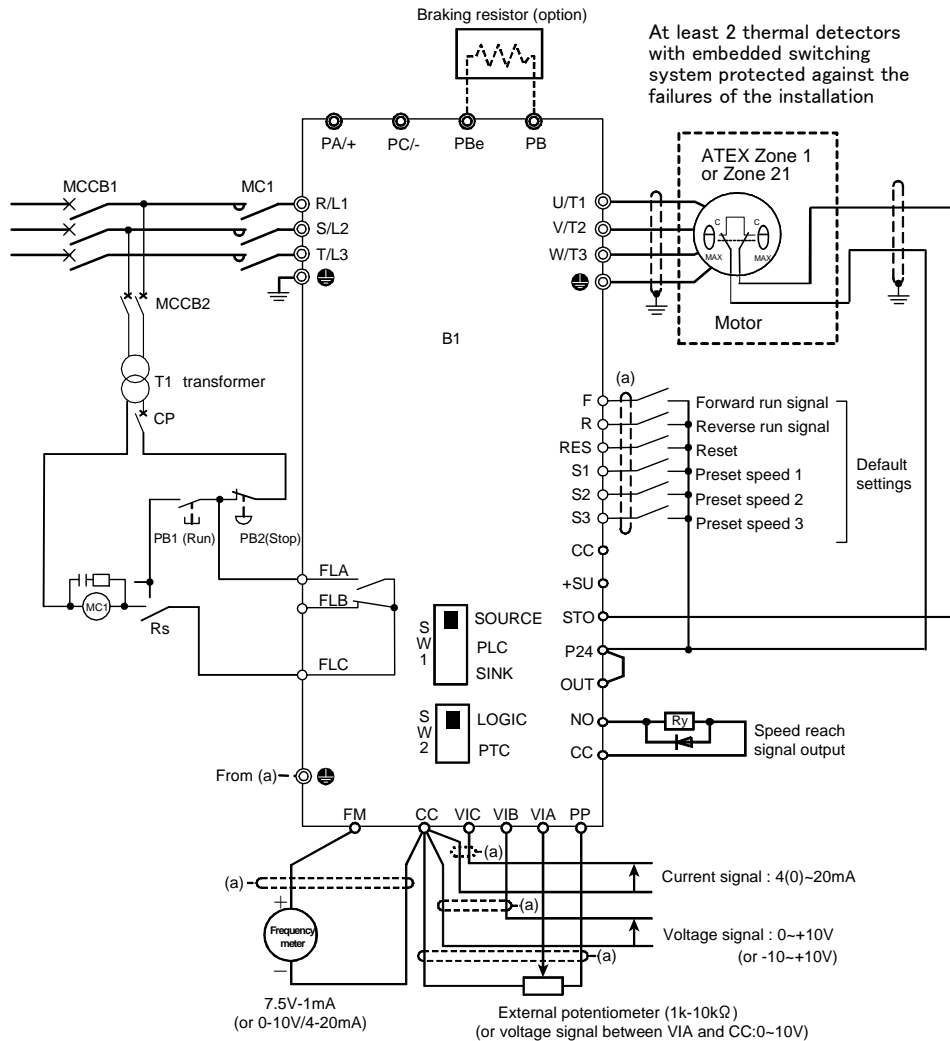 Braking resistor (option)
At least 2 thermal detectors
with embedded switching
system protected against the
failures of the installation
PA/+
PC/-
PBe
PB
ATEX Zone 1
or Zone 21
MCCB1
MC1
R/L1
S/L2
T/L3
U/T1
V/T2
W/T3
C
C
MAX
MAX
Motor
MCCB2
B1
T1 transformer
CP
(a)
F
R
RES
S1
S2
S3
CC
+SU
STO
P24
OUT
NO
CC
Forward run signal
Reverse run signal
Reset
Preset speed 1
Preset speed 2
Preset speed 3
Default
settings
PB1 (Run)
PB2(Stop)
FLA
FLB
FLC
MC1
Rs
SW1
SOURCE
PLC
SINK
SW2
LOGIC
PTC
Ry
Speed reach
signal output
From (a)
FM
CC
VIC
VIB
VIA
PP
(a)
(a)
(a)
(a)
Current signal : 4(0)~20mA
Voltage signal : 0~+10V
(or -10~+10V)
+
Frequency
meter
−
7.5V-1mA
(or 0-10V/4-20mA)
External potentiometer (1k-10kΩ)
(or voltage signal between VIA and CC:0~10V)